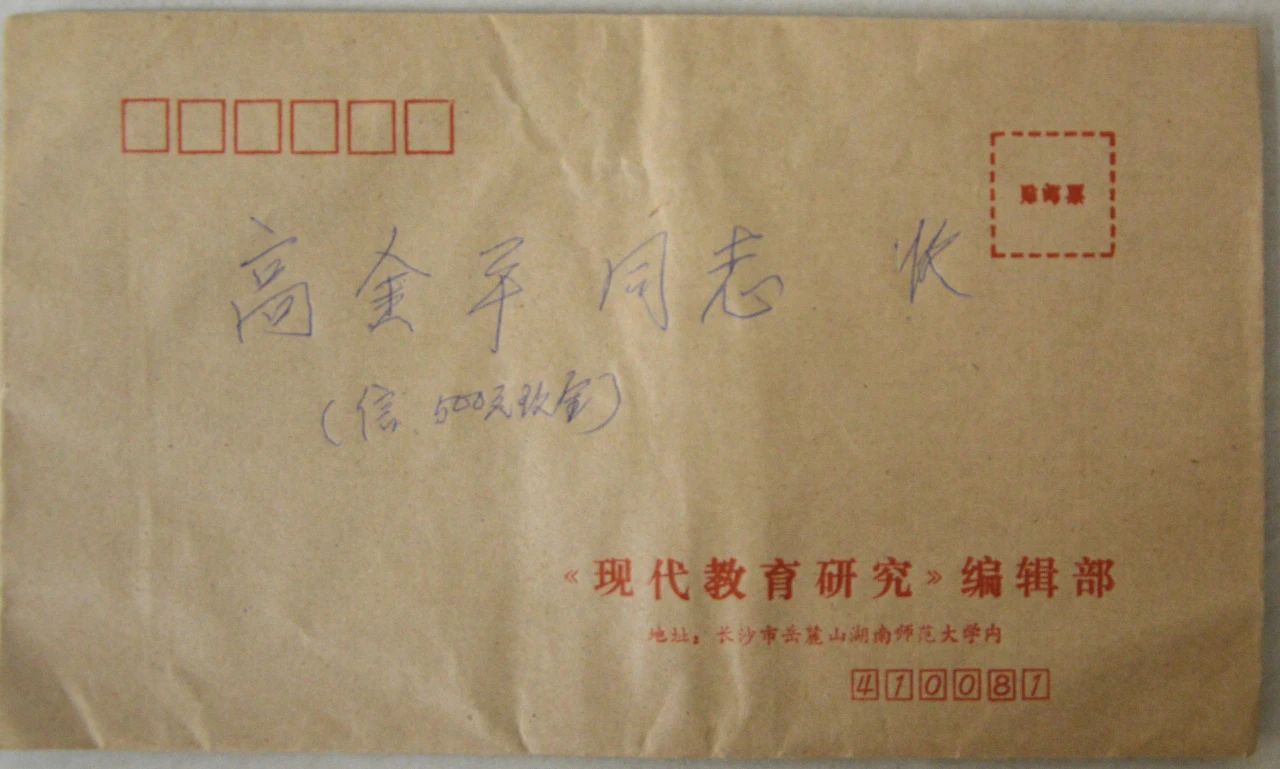 贴邮票
高金平同志 收
(信.500元现金)
《现代教育研究》编辑部
地址：长沙市岳麓山湖南师范大学内
410081